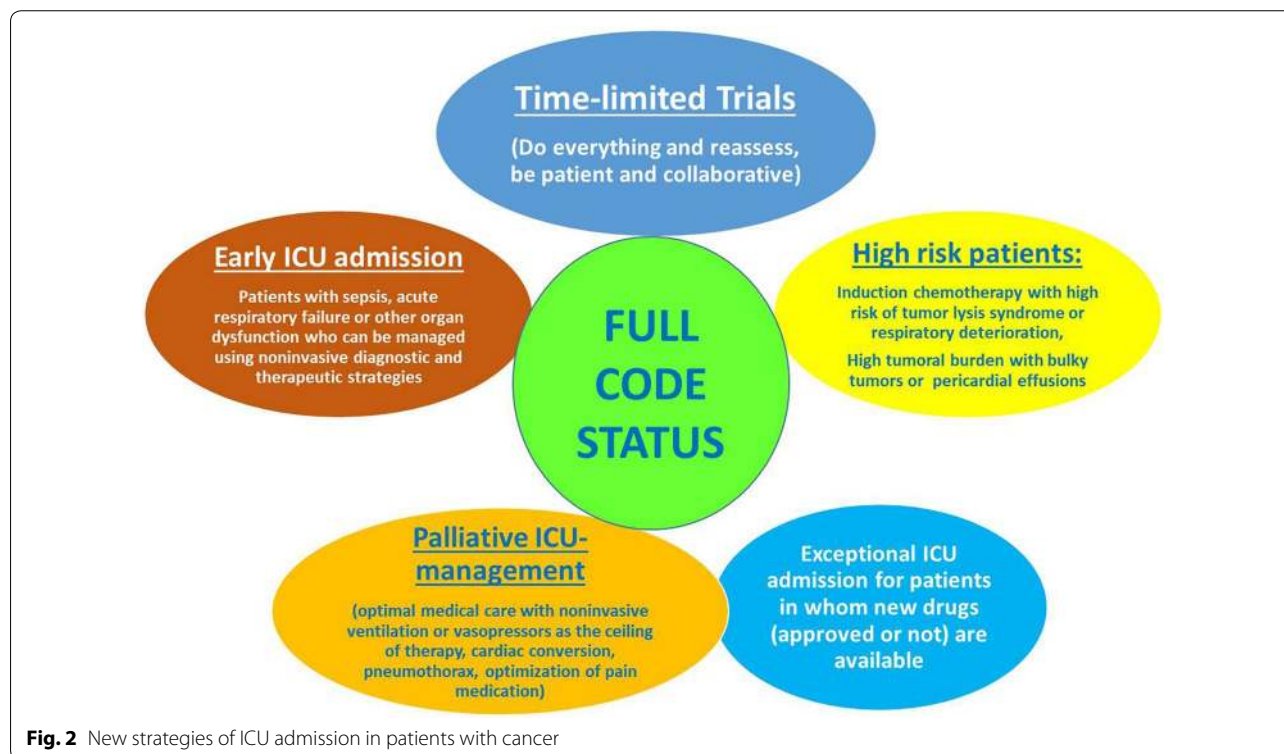 Time-limited Trials
(Do everything and reassess,
be patient and collaborative)
Early ICU admission
Patients with sepsis, acute
respiratory failure or other organ
dysfunction who can be managed
using noninvasive diagnostic and
therapeutic strategies
FULL
CODE
STATUS
High risk patients:
Induction chemotherapy with high
risk of tumor lysis syndrome or
respiratory deterioration,
High tumoral burden with bulky
tumors or pericardial effusions
Palliative ICU-
management
(optimal medical care with noninvasive
ventilation or vasopressors as the ceiling
of therapy, cardiac conversion,
pneumothorax, optimization of pain
medication)
Exceptional ICU
admission for patients
in whom new drugs
(approved or not) are
available
Fig. 2 New strategies of ICU admission in patients with cancer